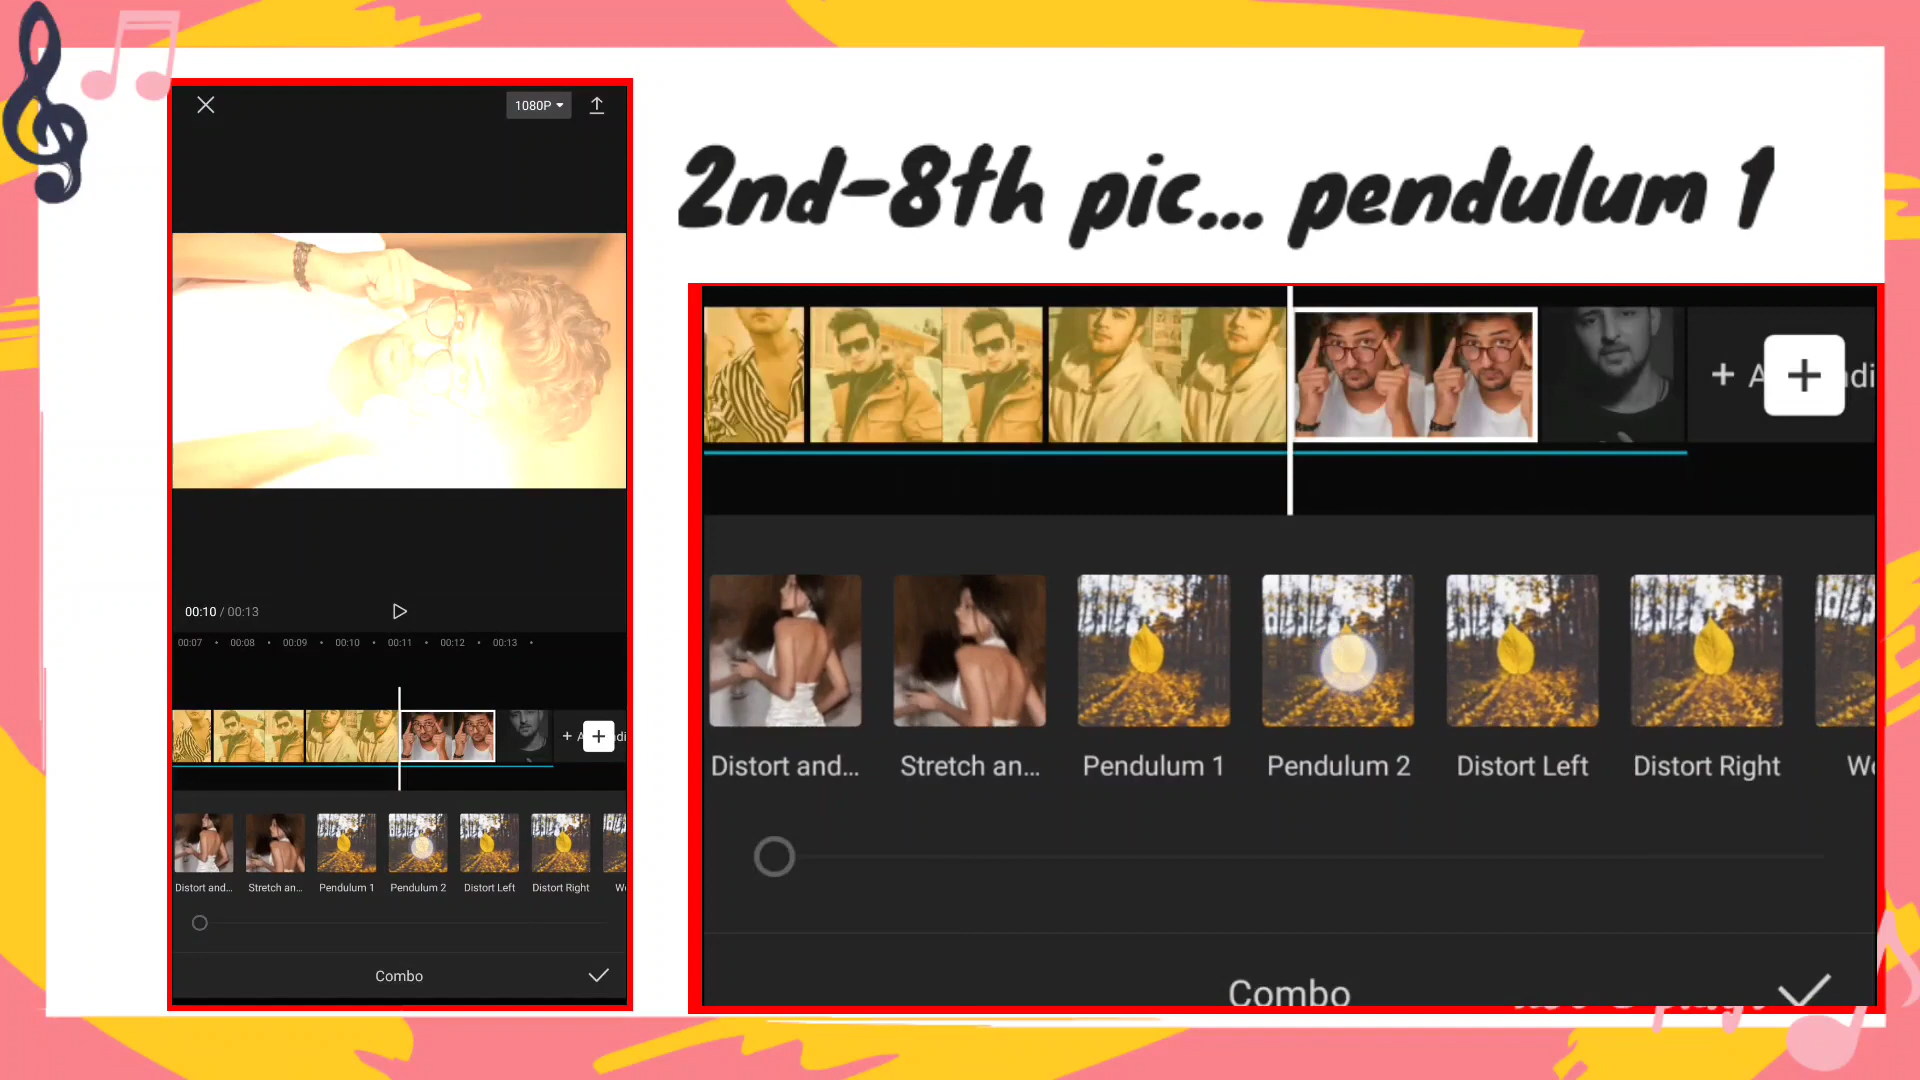 1080P
2nd-8th pic... pendulum 1
00:10 / 00:13
00:07 00:08 00:09 00:10 00:11 00:12 00:13
+ A + di
Distort and... Stretch an... Pendulum 1 Pendulum 2 Distort Left Distort Right
Combo
+ A + di
Distort and... Stretch an... Pendulum 1 Pendulum 2 Distort Left Distort Right
Combo